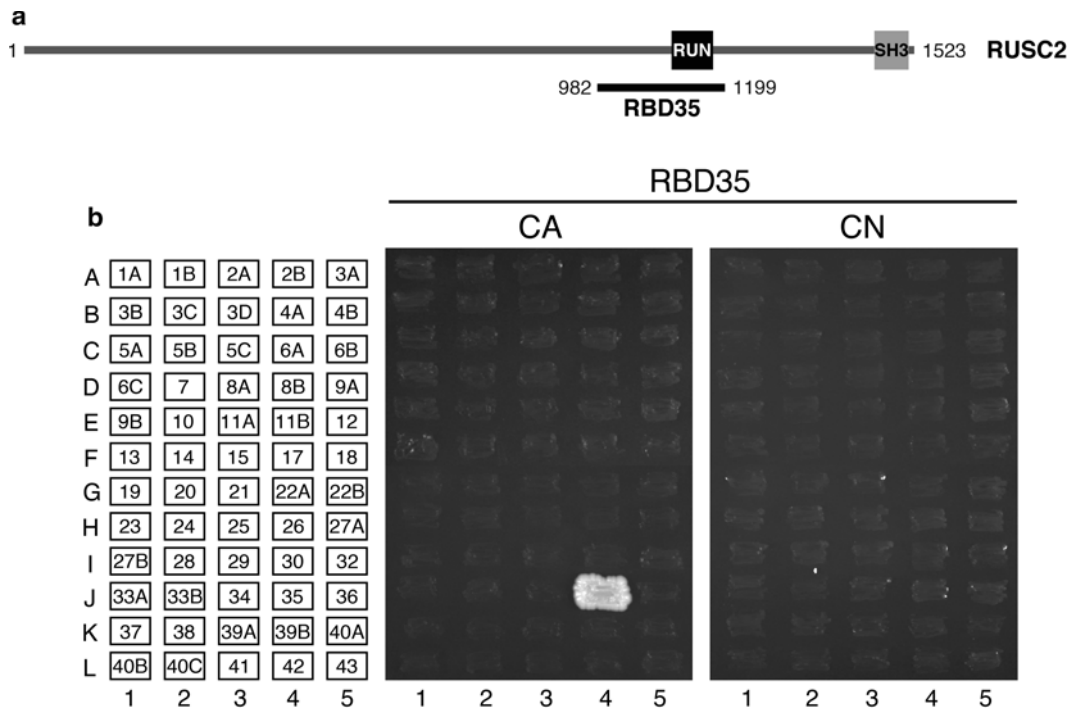 a
1 RUN SH3 1523 RUSC2
982 1199
RBD35
RBD35
b
CA CN
A 1A 1B 2A 2B 3A
B 3B 3C 3D 4A 4B
C 5A 5B 5C 6A 6B
D 6C 7 8A 8B 9A
E 9B 10 11A 11B 12
F 13 14 15 17 18
G 19 20 21 22A 22B
H 23 24 25 26 27A
I 27B 28 29 30 32
J 33A 33B 34 35 36
K 37 38 39A 39B 40A
L 40B 40C 41 42 43
1 2 3 4 5 1 2 3 4 5 1 2 3 4 5